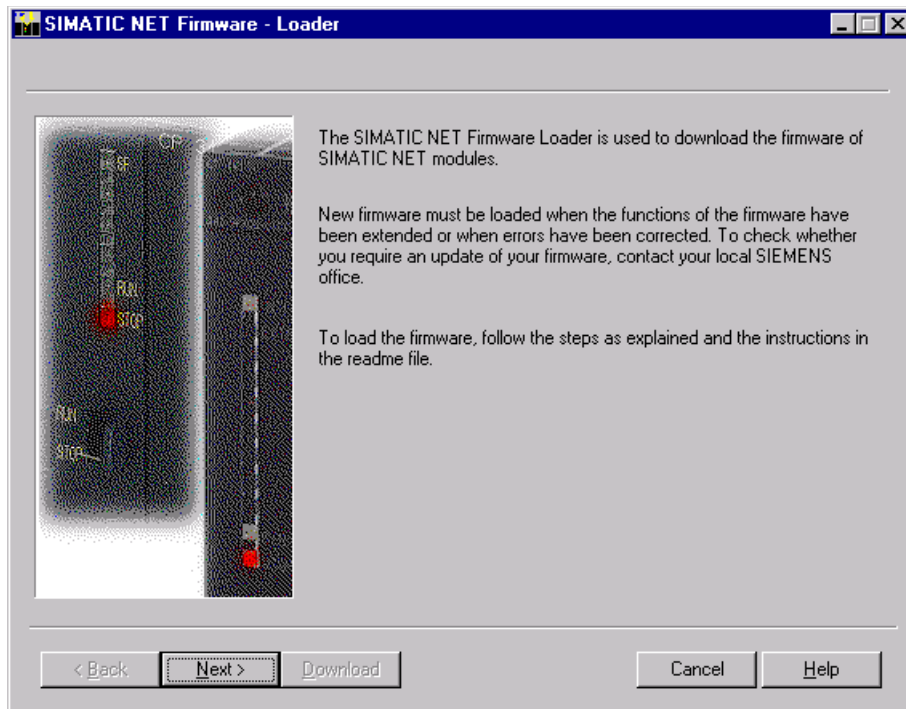 SIMATIC NET Firmware - Loader
CP 3
SF
RUN
STOP
RUN
STOP
The SIMATIC NET Firmware Loader is used to download the firmware of
SIMATIC NET modules.
New firmware must be loaded when the functions of the firmware have
been extended or when errors have been corrected. To check whether
you require an update of your firmware, contact your local SIEMENS
office.
To load the firmware, follow the steps as explained and the instructions in
the readme file.
< Back
Next >
Download
Cancel
Help